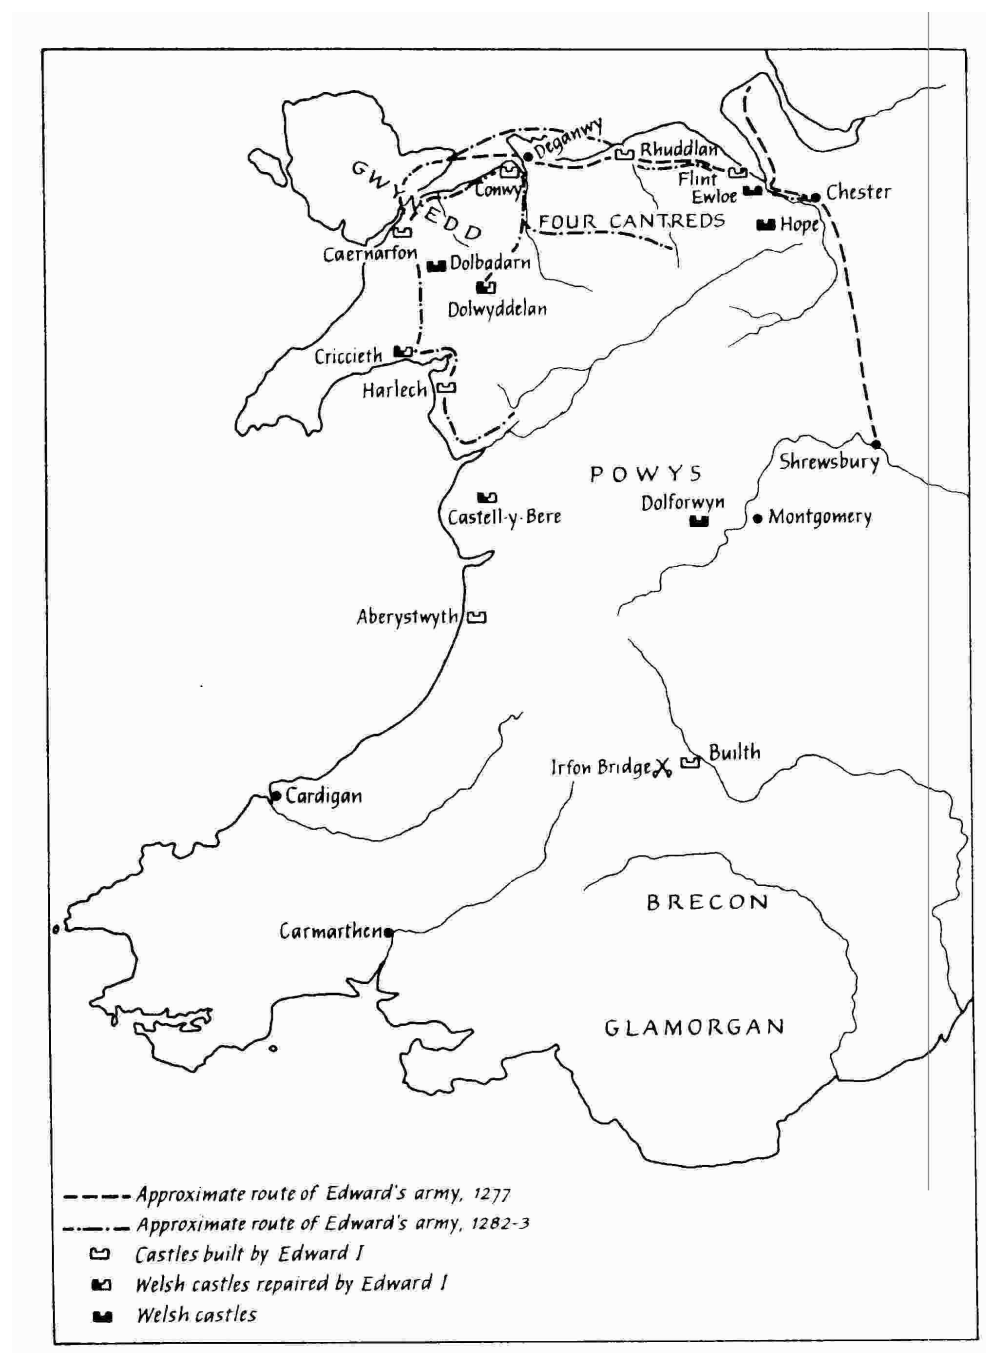 Deganwy
Rhuddlan
GWYNEDD
Conwy
Flint
Ewloe
Chester
FOUR CANTREDS
Hope
Caernarfon
Dolbadarn
Dolwyddelan
Criccieth
Harlech
Shrewsbury
POWYS
Dolforwyn
Castell-y-Bere
Montgomery
Aberystwyth
Irfon Bridge
Builth
Cardigan
BRECON
Carmarthen
GLAMORGAN
Approximate route of Edward's army, 1277
Approximate route of Edward's army, 1282-3
Castles built by Edward I
Welsh castles repaired by Edward I
Welsh castles